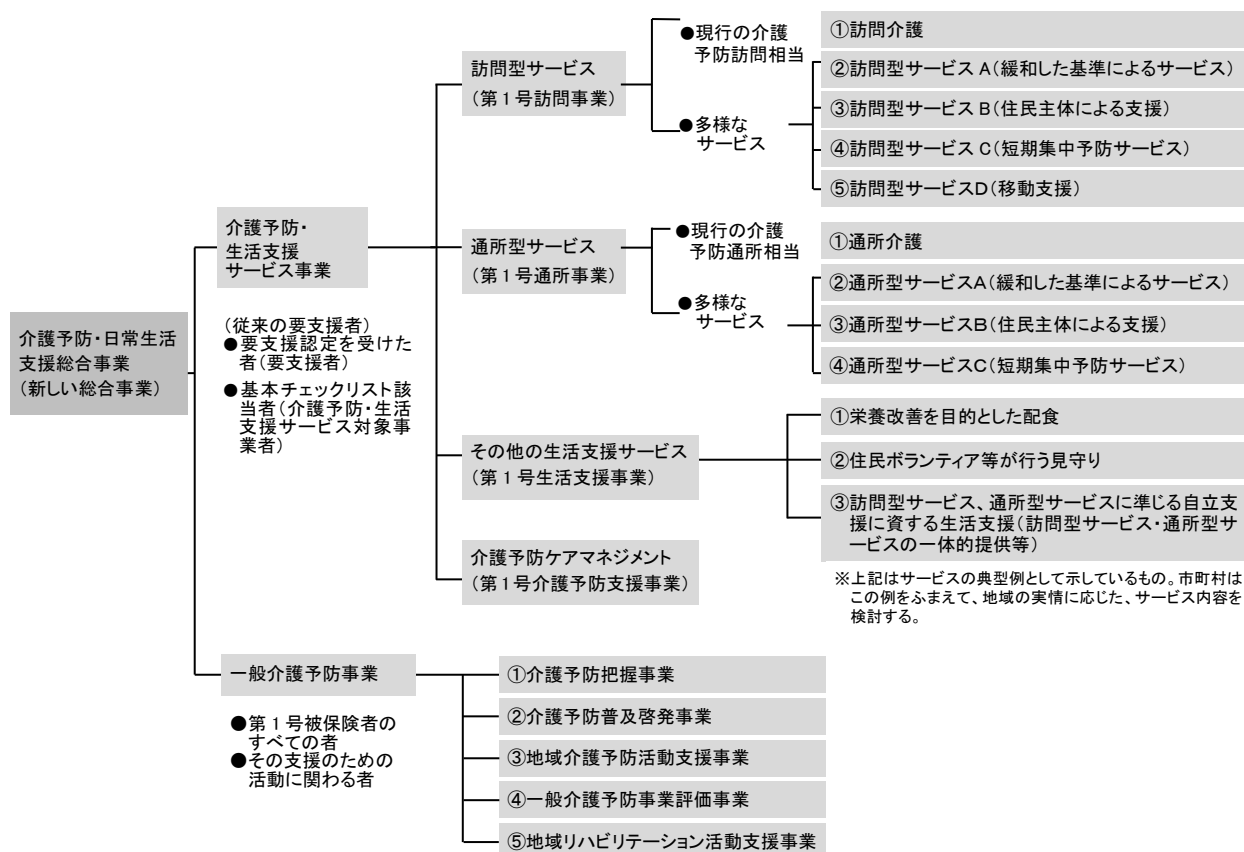 介護予防・日常生活
支援総合事業
(新しい総合事業)
介護予防・
生活支援
サービス事業
(従来の要支援者)
●要支援認定を受けた
者(要支援者)
●基本チェックリスト該
当者(介護予防・生活
支援サービス対象事
業者)
訪問型サービス
(第1号訪問事業)
●現行の介護
予防訪問相当
①訪問介護
●多様な
サービス
②訪問型サービスA(緩和した基準によるサービス)
③訪問型サービスB(住民主体による支援)
④訪問型サービスC(短期集中予防サービス)
⑤訪問型サービスD(移動支援)
通所型サービス
(第1号通所事業)
●現行の介護
予防通所相当
①通所介護
●多様な
サービス
②通所型サービスA(緩和した基準によるサービス)
③通所型サービスB(住民主体による支援)
④通所型サービスC(短期集中予防サービス)
その他の生活支援サービス
(第1号生活支援事業)
①栄養改善を目的とした配食
②住民ボランティア等が行う見守り
③訪問型サービス、通所型サービスに準じる自立支
援に資する生活支援(訪問型サービス・通所型サ
ービスの一体的提供等)
介護予防ケアマネジメント
(第1号介護予防支援事業)
※上記はサービスの典型例として示しているもの。市町村は
この例をふまえて、地域の実情に応じた、サービス内容を
検討する。
一般介護予防事業
●第1号被保険者の
すべての者
●その支援のための
活動に関わる者
①介護予防把握事業
②介護予防普及啓発事業
③地域介護予防活動支援事業
④一般介護予防事業評価事業
⑤地域リハビリテーション活動支援事業